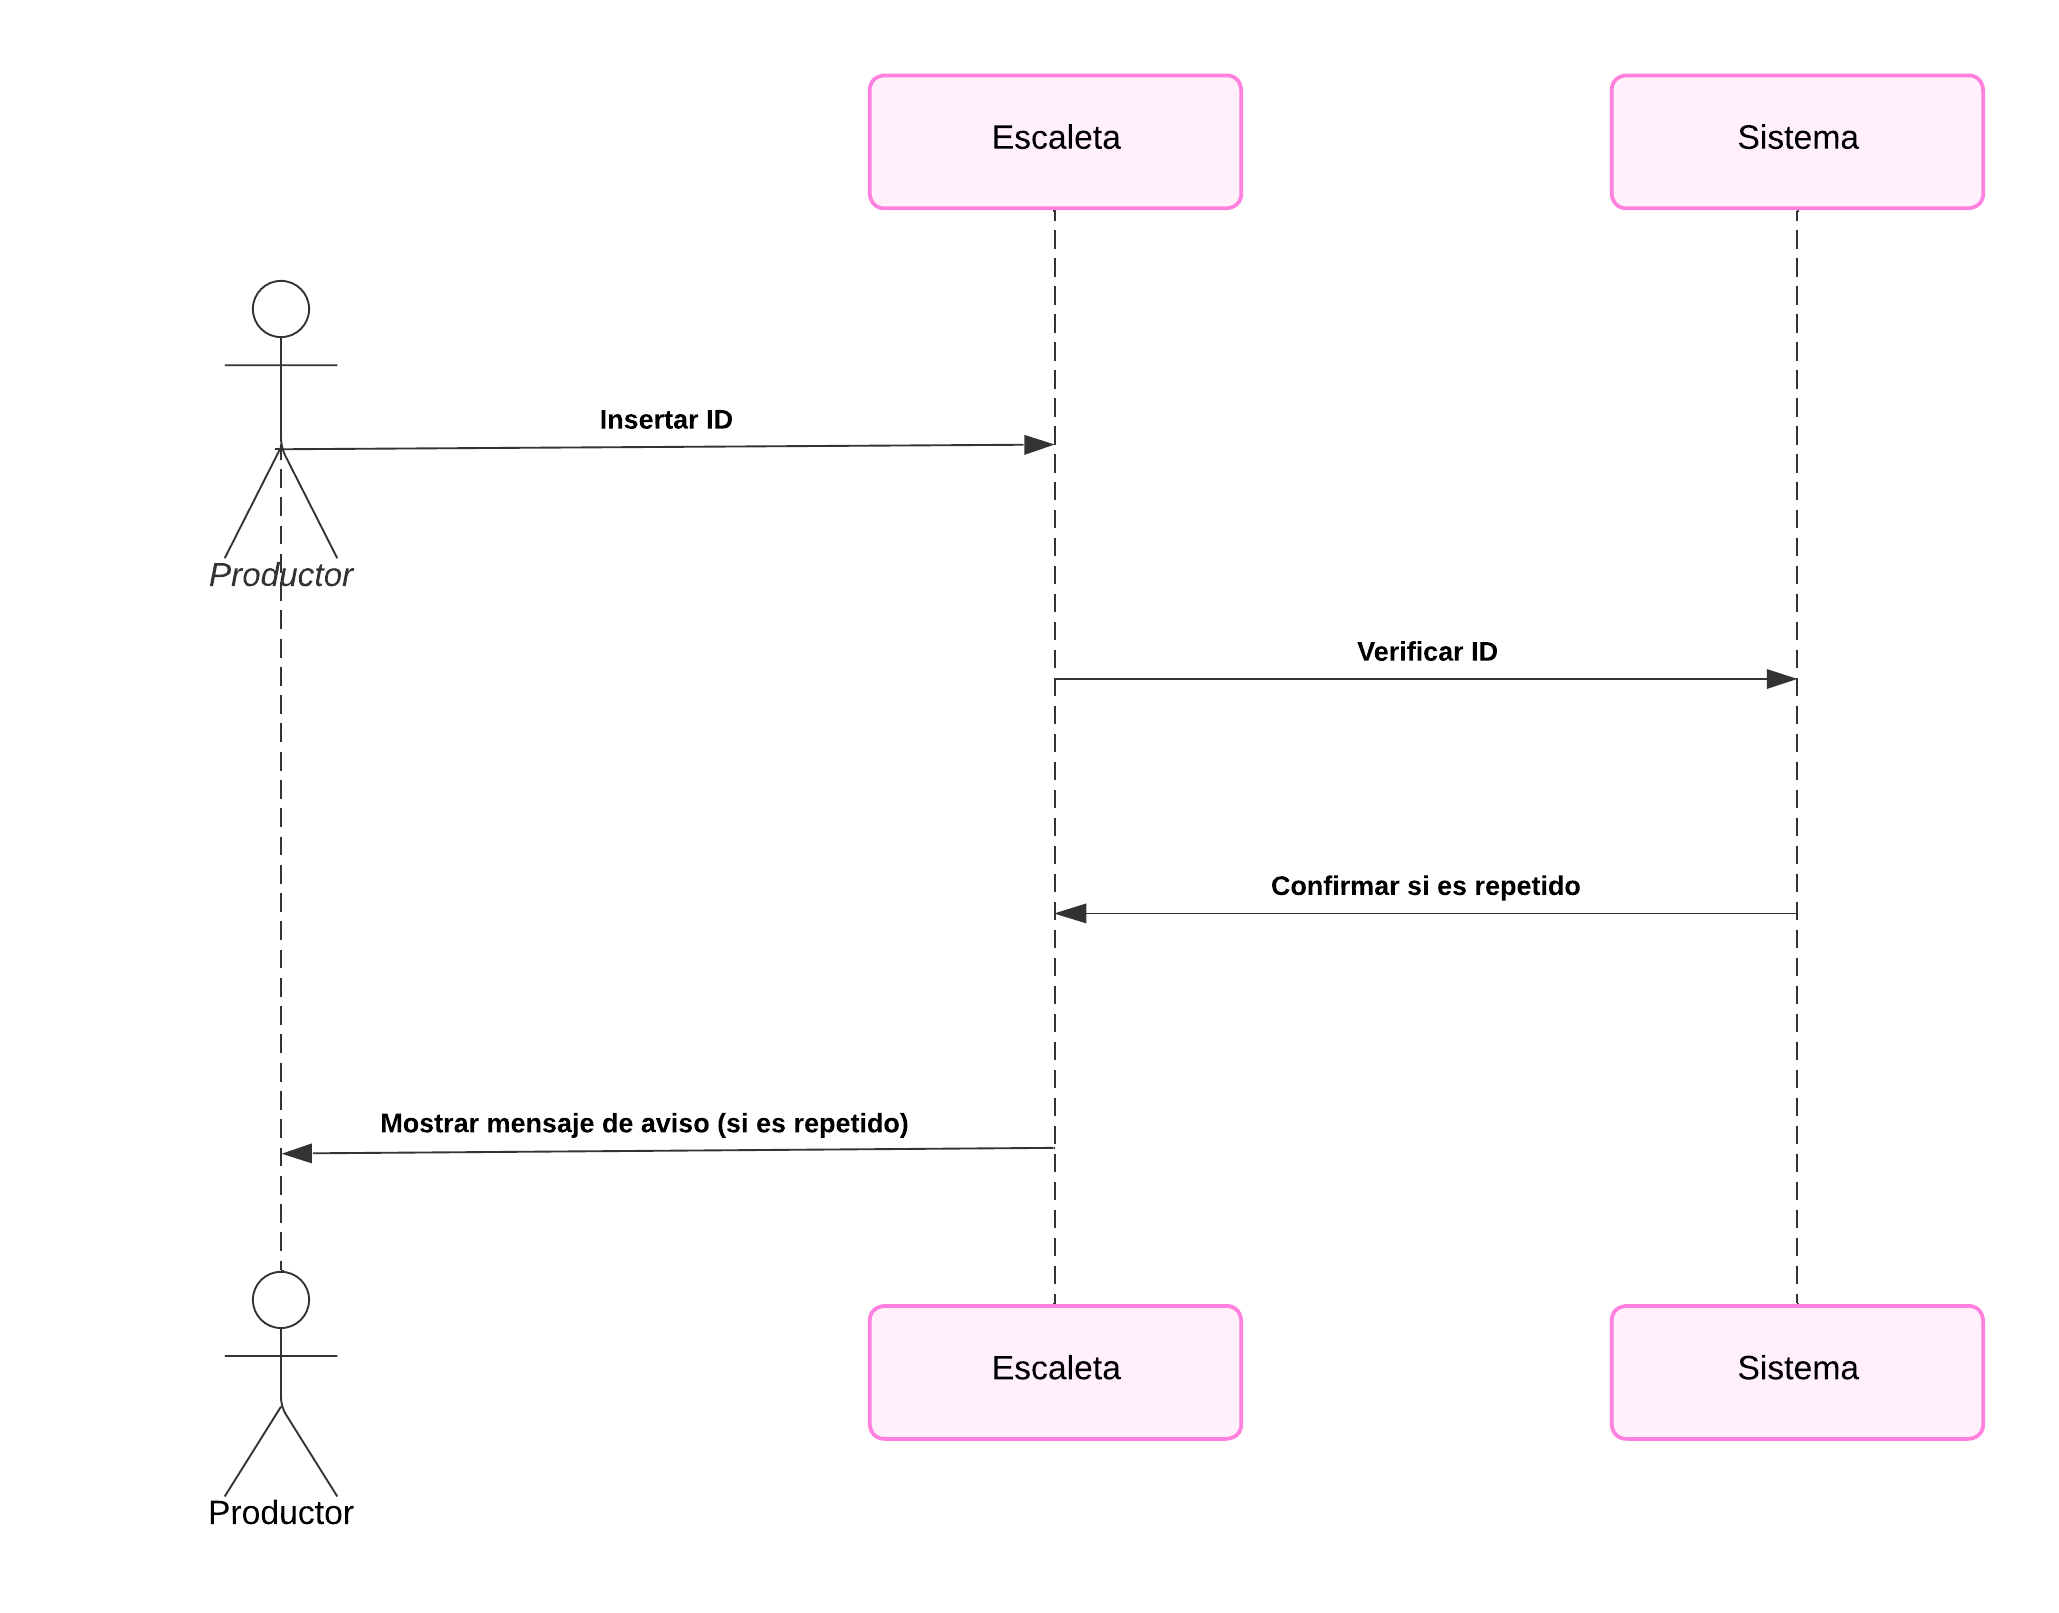 Escaleta
Sistema
Insertar ID
Productor
Verificar ID
Confirmar si es repetido
Mostrar mensaje de aviso (si es repetido)
Escaleta
Sistema
Productor